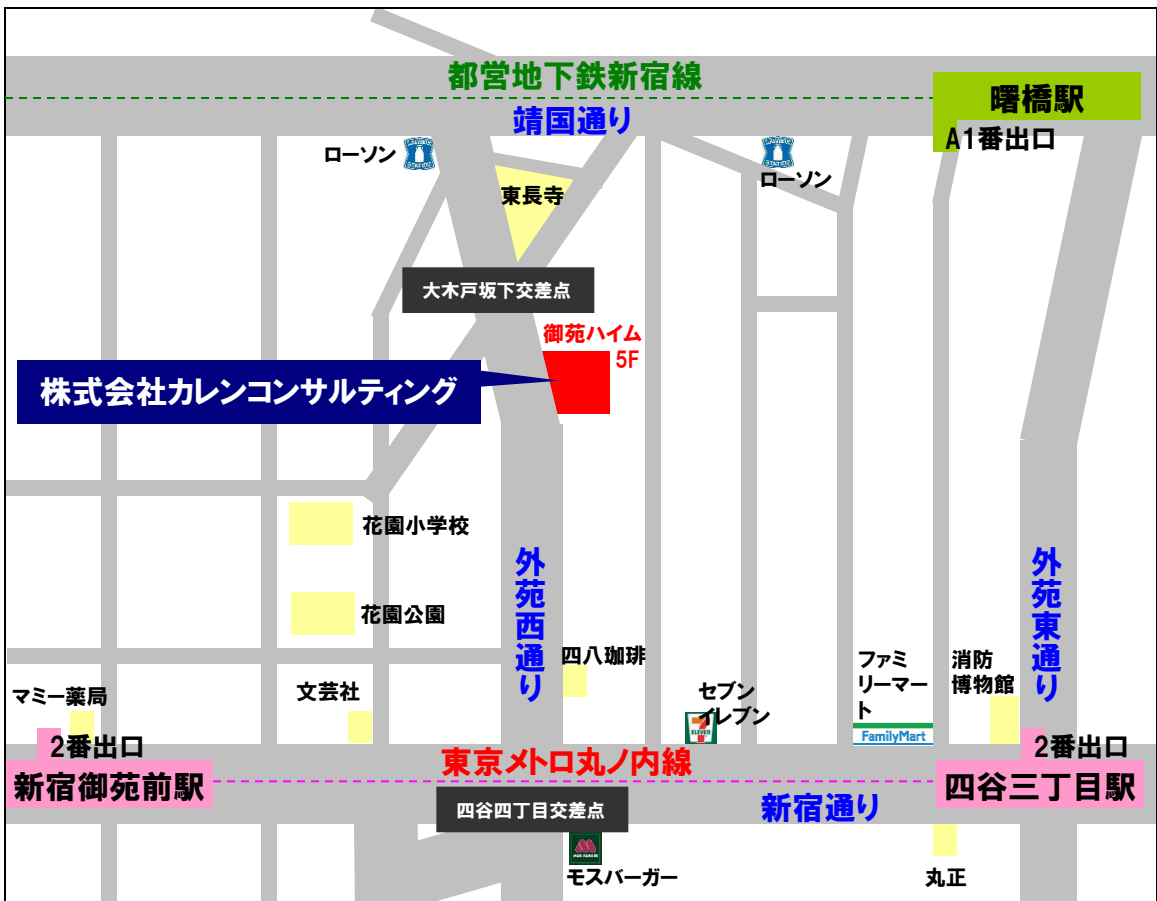 都営地下鉄新宿線
曙橋駅
靖国通り
A1番出口
ローソン
ローソン
東長寺
大木戸坂下交差点
御苑ハイム
5F
株式会社カレンコンサルティング
花園小学校
花園公園
外苑西通り
外苑東通り
四八珈琲
ファミ
リーマー
ト
消防
博物館
マミー薬局
文芸社
セブン
イレブン
7
ELEVEN
FamilyMart
2番出口
2番出口
東京メトロ丸ノ内線
新宿御苑前駅
四谷三丁目駅
四谷四丁目交差点
新宿通り
MOS BURGER
モスバーガー
丸正